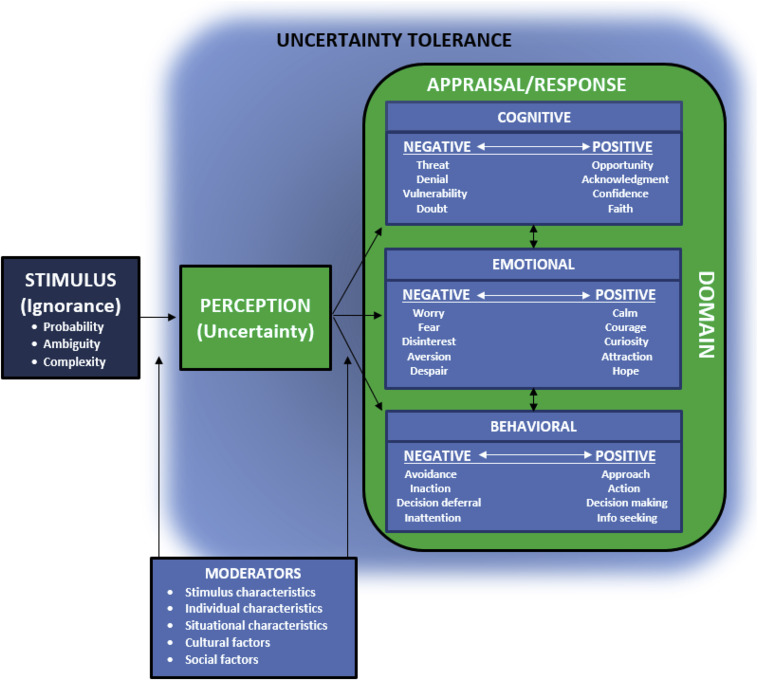 UNCERTAINTY TOLERANCE
APPRAISAL/RESPONSE
COGNITIVE
NEGATIVE POSITIVE
Threat Opportunity
Denial Acknowledgment
Vulnerability Confidence
Doubt Faith
STIMULUS
(Ignorance)
• Probability
• Ambiguity
• Complexity
PERCEPTION
(Uncertainty)
EMOTIONAL
NEGATIVE POSITIVE
Worry Calm
Fear Courage
Disinterest Curiosity
Aversion Attraction
Despair Hope
DOMAIN
BEHAVIORAL
NEGATIVE POSITIVE
Avoidance Approach
Inaction Action
Decision deferral Decision making
Inattention Info seeking
MODERATORS
• Stimulus characteristics
• Individual characteristics
• Situational characteristics
• Cultural factors
• Social factors